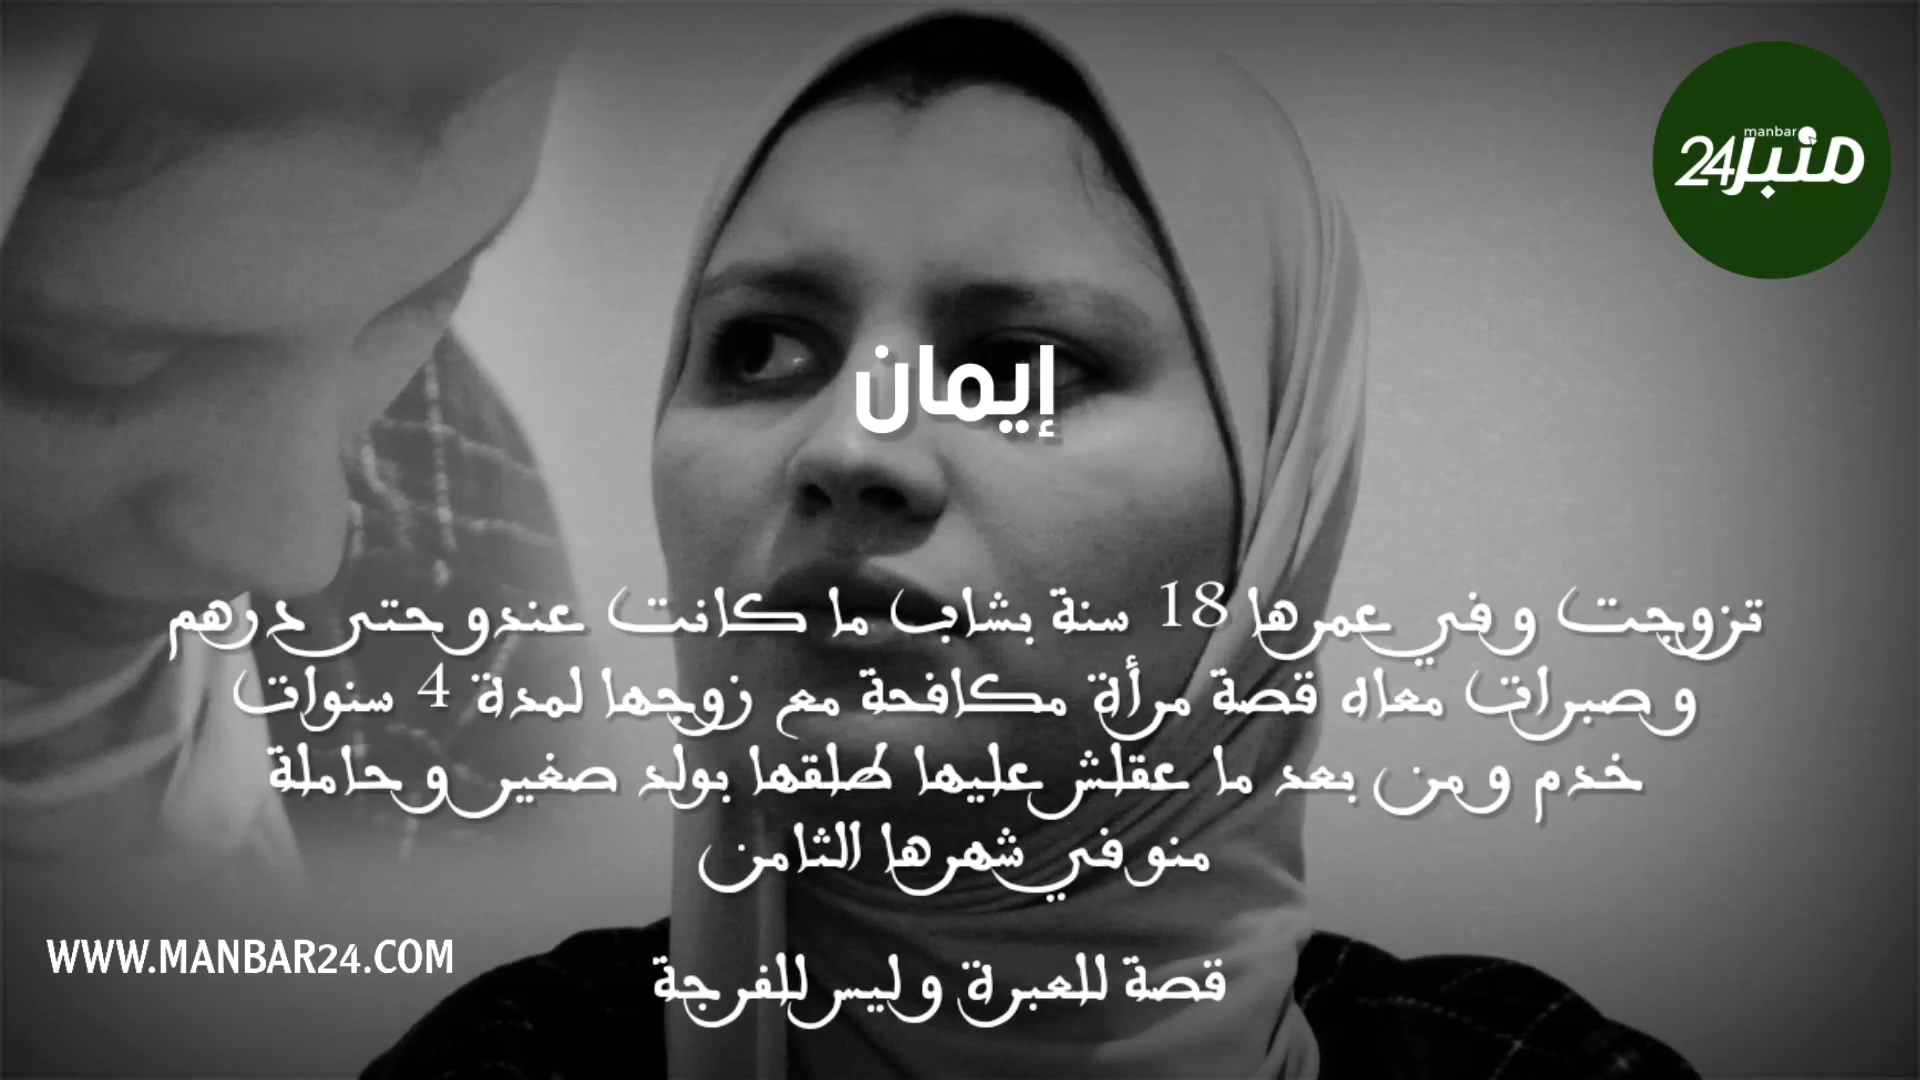 manbar
منبر24
إيمان
تزوجت وفي عمرها 18 سنة بشاب ما كانت عندو حتى درهم
وصبرات معاه قصة مرأة مكافحة مع زوجها لمدة 4 سنوات
خدم ومن بعد ما عقلش عليها طلقها بولد صغير وحاملة
منو في شهرها الثامن
WWW.MANBAR24.COM
قصة للعبرة وليس للفرجة